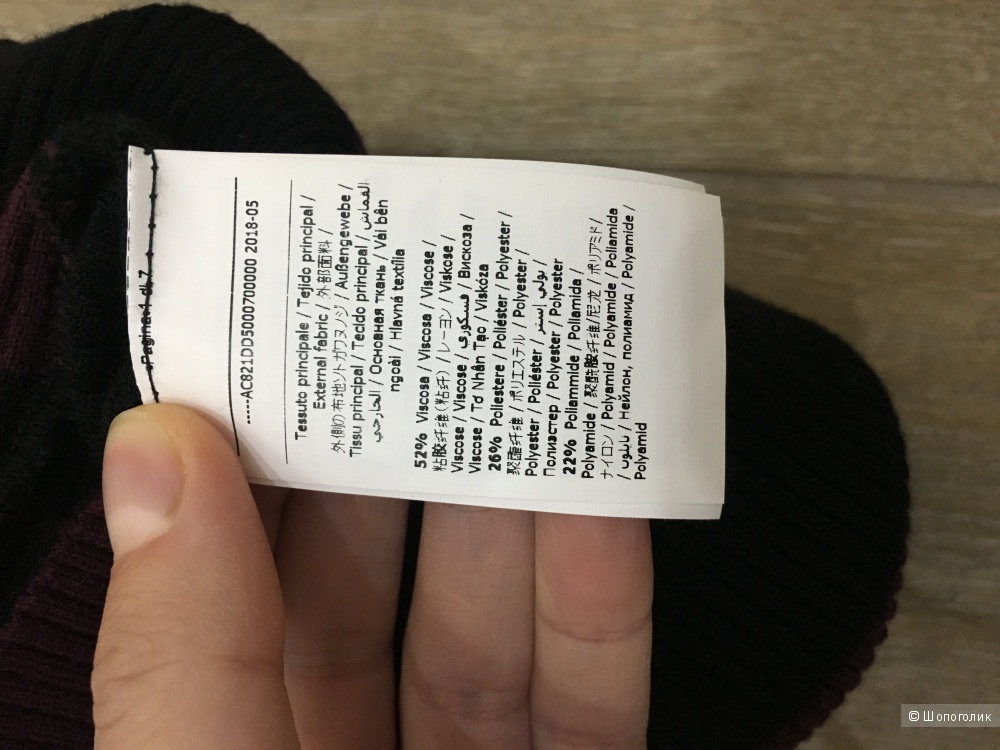 Pagina: 1 di 7
-----AC821DD5000700000 2018-05
Tessuto principale / Tejido principal /
External fabric / 外部面料 /
外側の布地ソトガワヌノジ / Außengewebe /
Tissu principal / Tecido principal / القماش
الخارجي / Основная ткань / Vải bên
ngoài / Hlavná textília
52% Viscosa / Viscosa / Viscose /
粘胶纤维(粘纤) / レーヨン / Viskose /
Viscose / Viscose / فسكوزي / Вискоза /
Viscose / Tơ Nhân Tạo / Viskóza
26% Poliestere / Poliéster / Polyester /
聚酯纤维 / ポリエステル / Polyester /
Polyester / Poliéster / بولي إستر /
Полиэстер / Polyester / Polyester
22% Poliammide / Poliamida /
Polyamide / 聚酰胺纤维/尼龙 / ポリアミド/
ナイロン / Polyamid / Polyamide / Poliamida
/ نايلون / Нейлон, полиамид / Polyamide /
Polyamid
© Шопоголик